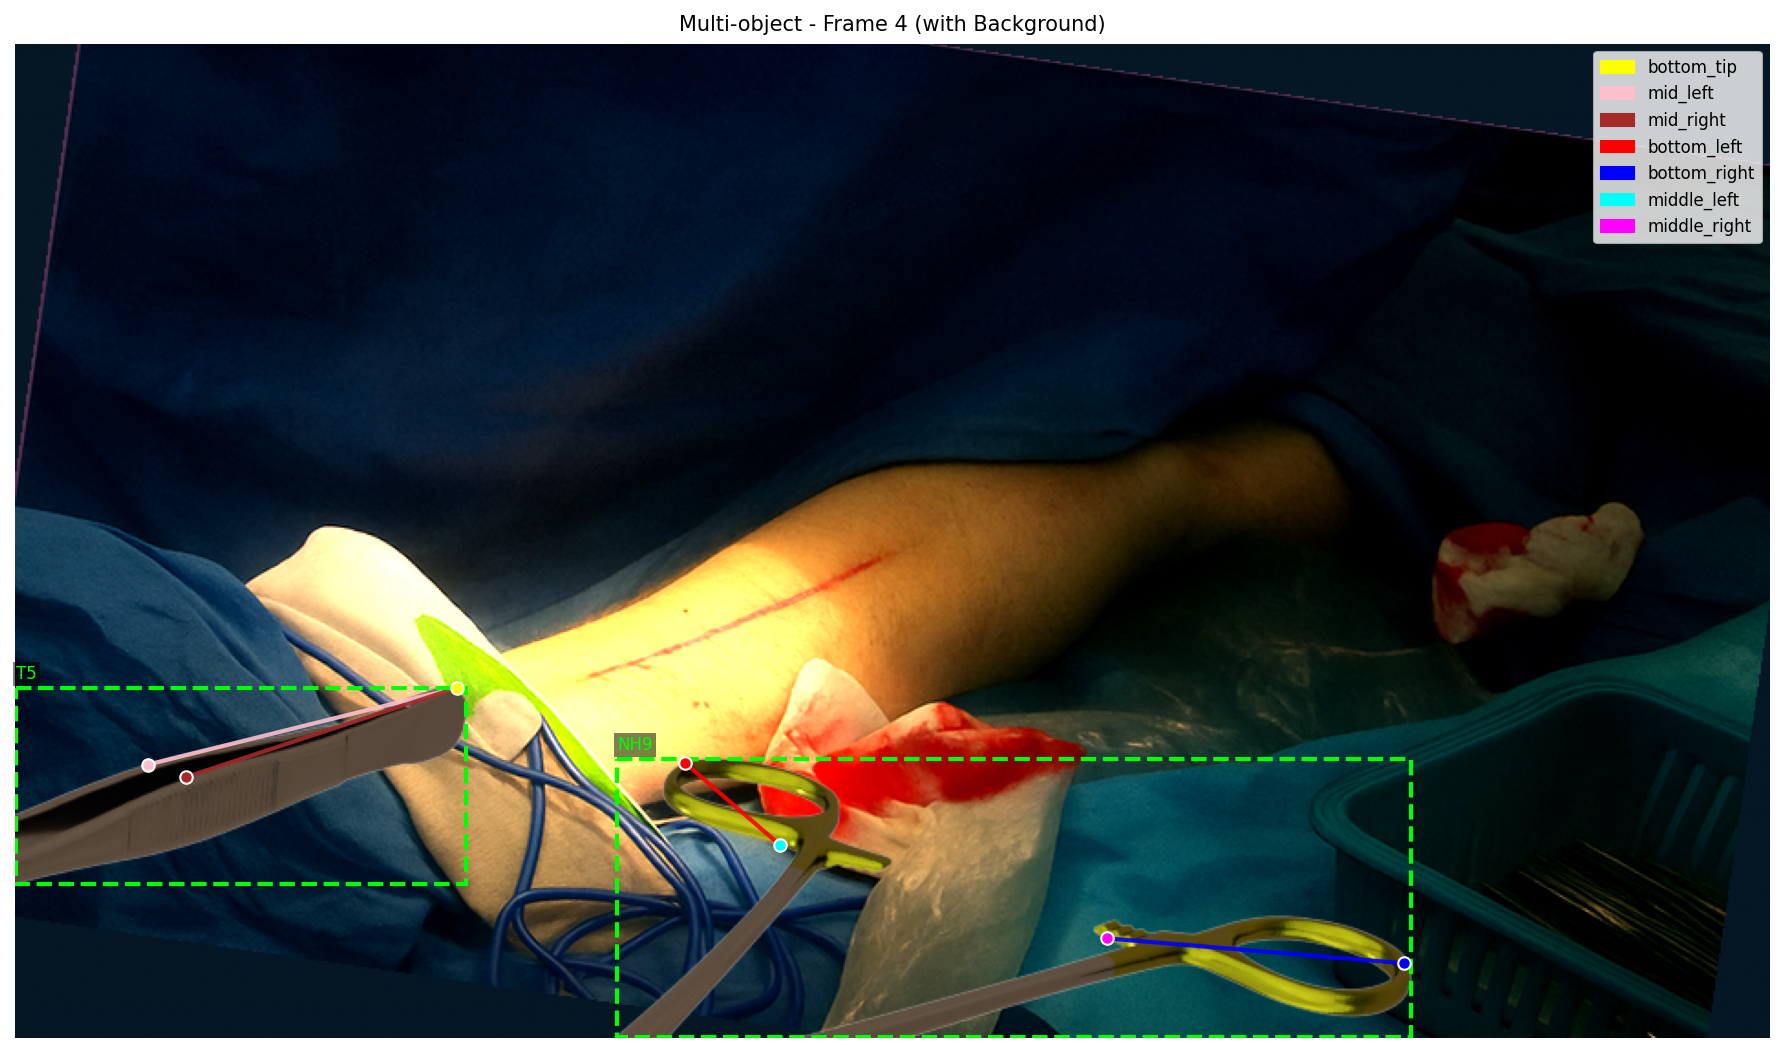 Multi-object - Frame 4 (with Background)
bottom_tip
mid_left
mid_right
bottom_left
bottom_right
middle_left
middle_right
T5
NH9